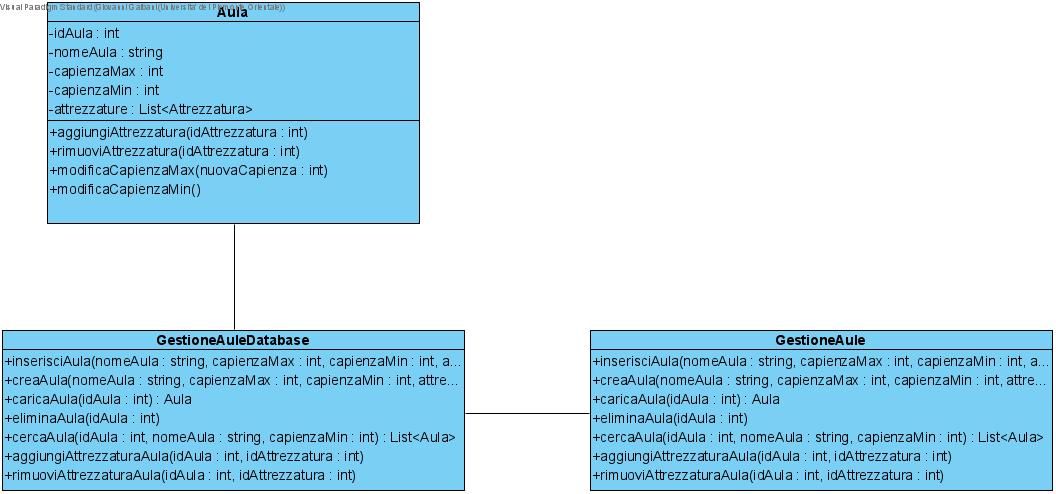 Visual Paradigm Standard(Giovanni Galbani(Universita' del Piemonte Orientale))
Aula
-idAula : int
-nomeAula : string
-capienzaMax : int
-capienzaMin : int
-attrezzature : List<Attrezzatura>
+aggiungiAttrezzatura(idAttrezzatura : int)
+rimuoviAttrezzatura(idAttrezzatura : int)
+modificaCapienzaMax(nuovaCapienza : int)
+modificaCapienzaMin()
GestioneAuleDatabase
+inserisciAula(nomeAula : string, capienzaMax : int, capienzaMin : int, a...
+creaAula(nomeAula : string, capienzaMax : int, capienzaMin : int, attre...
+caricaAula(idAula : int) : Aula
+eliminaAula(idAula : int)
+cercaAula(idAula : int, nomeAula : string, capienzaMin : int) : List<Aula>
+aggiungiAttrezzaturaAula(idAula : int, idAttrezzatura : int)
+rimuoviAttrezzaturaAula(idAula : int, idAttrezzatura : int)
GestioneAule
+inserisciAula(nomeAula : string, capienzaMax : int, capienzaMin : int, a...
+creaAula(nomeAula : string, capienzaMax : int, capienzaMin : int, attre...
+caricaAula(idAula : int) : Aula
+eliminaAula(idAula : int)
+cercaAula(idAula : int, nomeAula : string, capienzaMin : int) : List<Aula>
+aggiungiAttrezzaturaAula(idAula : int, idAttrezzatura : int)
+rimuoviAttrezzaturaAula(idAula : int, idAttrezzatura : int)